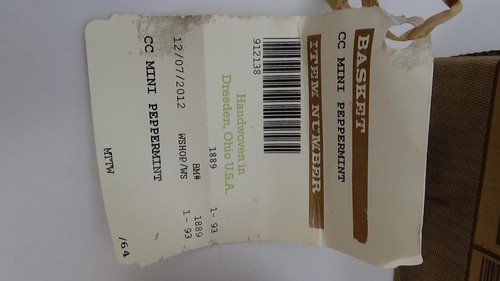 BASKET
CC MINI PEPPERMINT
ITEM NUMBER
912138
Handwoven in
Dresden, Ohio U.S.A.
1889 1- 93
BM# 1889
12/07/2012 WSHOP/WS 1- 93
CC MINI PEPPERMINT
MTTW /64